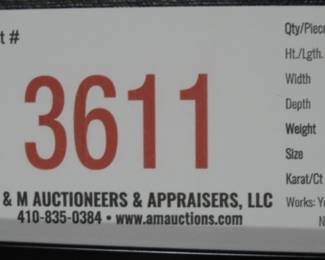 t #
3611
& M AUCTIONEERS & APPRAISERS, LLC
410-835-0384 • www.amauctions.com
Qty/Piece
Ht./Lgth.
Width
Depth
Weight
Size
Karat/Ct
Works: Y
N